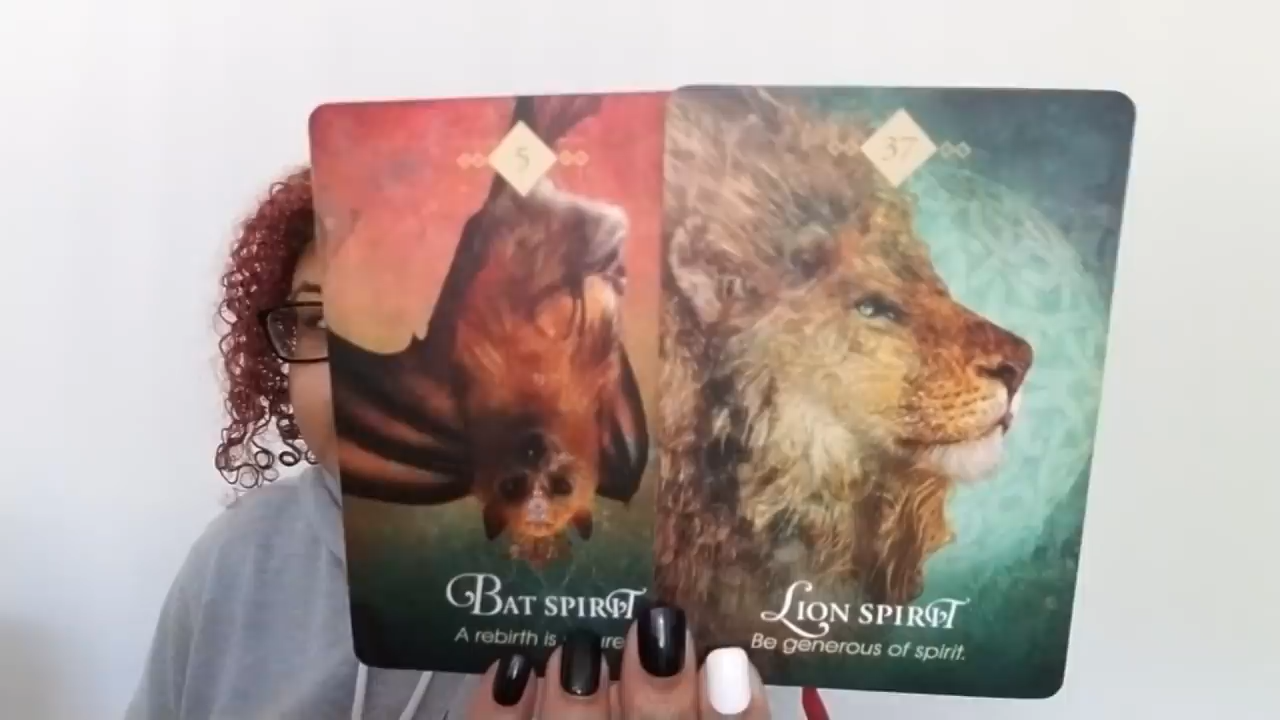 5
BAT SPIRIT
A rebirth is
37
LION SPIRIT
Be generous of spirit.